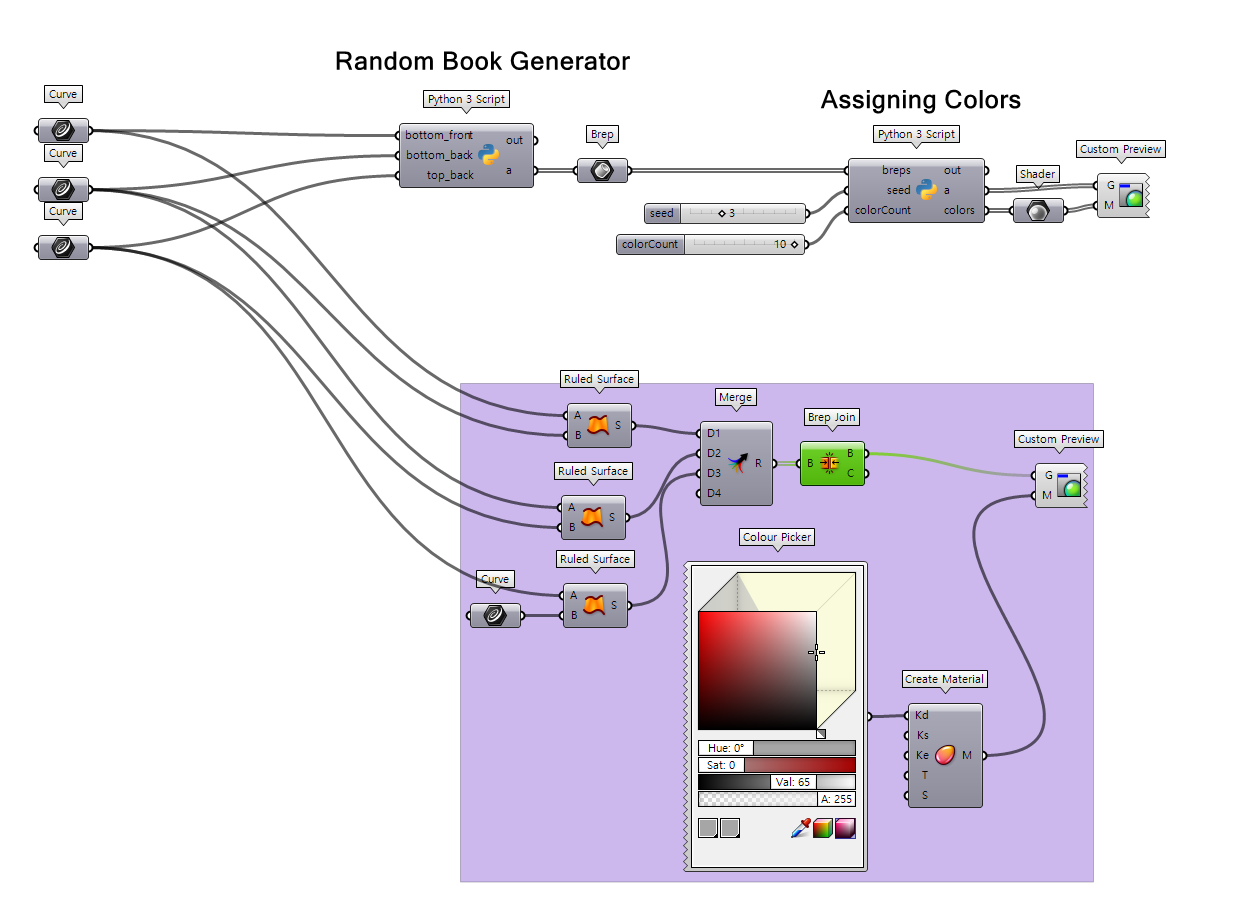 Random Book Generator
Assigning Colors
Curve
Python 3 Script
bottom_front
bottom_back
top_back
out
a
Curve
Curve
Brep
Python 3 Script
breps
seed
colorCount
out
a
colors
seed
3
colorCount
10
Shader
Custom Preview
G
M
Ruled Surface
A
B
S
Ruled Surface
A
B
S
Ruled Surface
A
B
S
Curve
Merge
D1
D2
D3
D4
R
Brep Join
B
B
C
Custom Preview
G
M
Colour Picker
Hue: 0°
Sat: 0
Val: 65
A: 255
Create Material
Kd
Ks
Ke
T
S
M